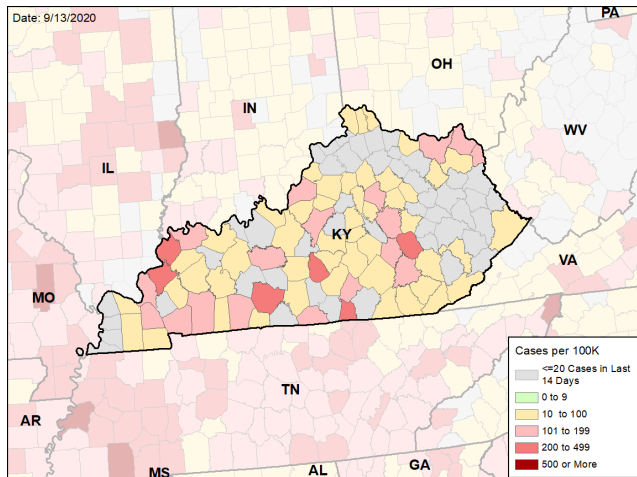 Date: 9/13/2020
PA
OH
IN
WV
IL
KY
VA
MO
TN
AR
MS
AL
GA
Cases per 100K
<=20 Cases in Last
14 Days
0 to 9
10 to 100
101 to 199
200 to 499
500 or More